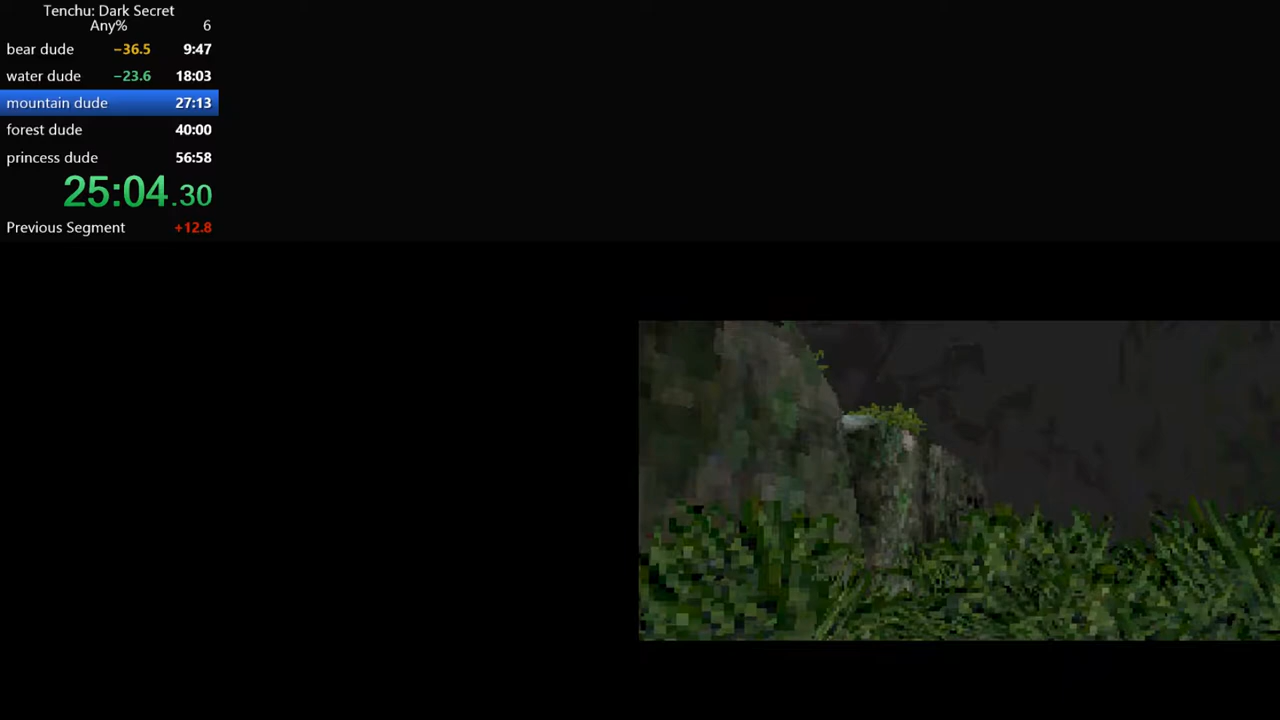 Tenchu: Dark Secret
Any% 6
bear dude −36.5 9:47
water dude −23.6 18:03
mountain dude 27:13
forest dude 40:00
princess dude 56:58
25:04.30
Previous Segment +12.8